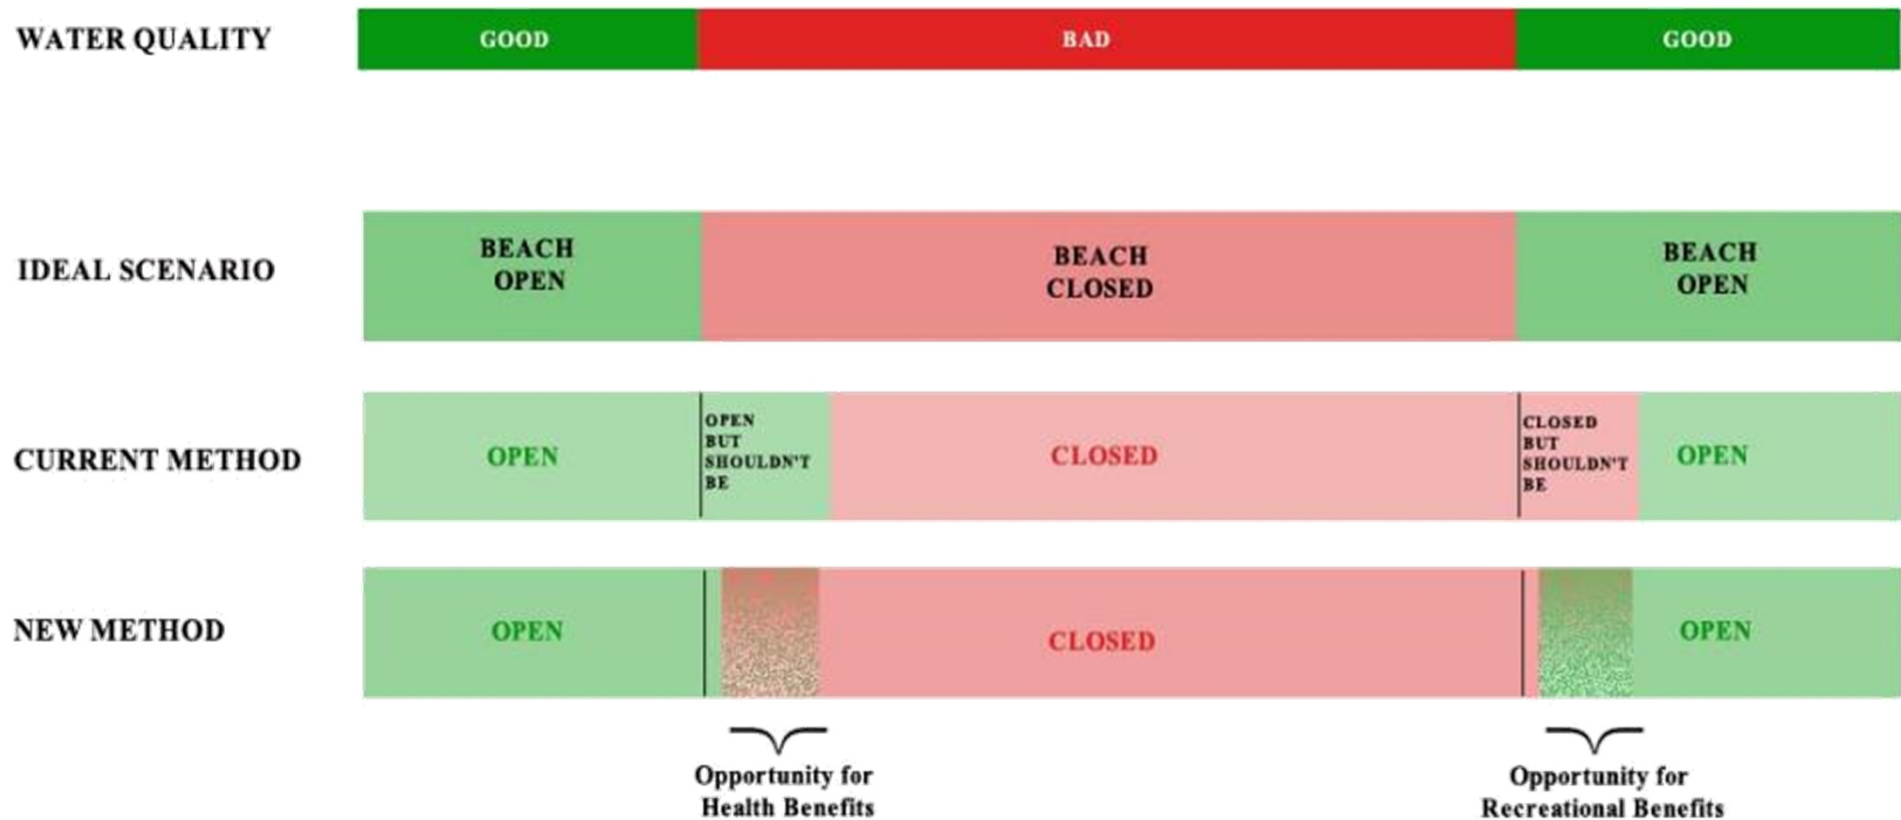 WATER QUALITY
GOOD
BAD
GOOD
IDEAL SCENARIO
BEACH
OPEN
BEACH
CLOSED
BEACH
OPEN
CURRENT METHOD
OPEN
OPEN
BUT
SHOULDN'T
BE
CLOSED
CLOSED
BUT
SHOULDN'T
BE
OPEN
NEW METHOD
OPEN
CLOSED
OPEN
Opportunity for
Health Benefits
Opportunity for
Recreational Benefits